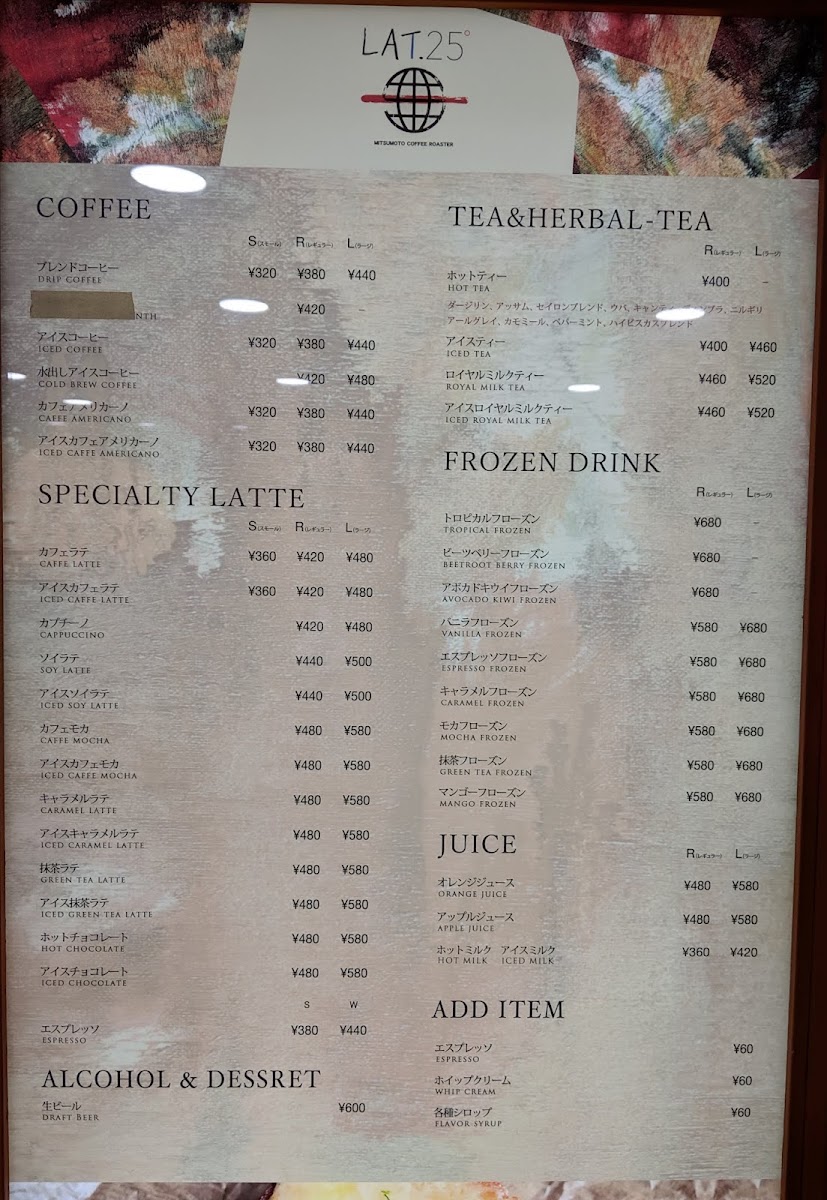 LAT.25°
MITSUMOTO COFFEE ROASTER
COFFEE
S(スモール) R(レギュラー) L(ラージ)
ブレンドコーヒー ¥320 ¥380 ¥440
DRIP COFFEE
¥420 –
NTH
アイスコーヒー ¥320 ¥380 ¥440
ICED COFFEE
水出しアイスコーヒー ¥420 ¥480
COLD BREW COFFEE
カフェアメリカーノ ¥320 ¥380 ¥440
CAFFE AMERICANO
アイスカフェアメリカーノ ¥320 ¥380 ¥440
ICED CAFFE AMERICANO
SPECIALTY LATTE
S(スモール) R(レギュラー) L(ラージ)
カフェラテ ¥360 ¥420 ¥480
CAFFE LATTE
アイスカフェラテ ¥360 ¥420 ¥480
ICED CAFFE LATTE
カプチーノ ¥420 ¥480
CAPPUCCINO
ソイラテ ¥440 ¥500
SOY LATTE
アイスソイラテ ¥440 ¥500
ICED SOY LATTE
カフェモカ ¥480 ¥580
CAFFE MOCHA
アイスカフェモカ ¥480 ¥580
ICED CAFFE MOCHA
キャラメルラテ ¥480 ¥580
CARAMEL LATTE
アイスキャラメルラテ ¥480 ¥580
ICED CARAMEL LATTE
抹茶ラテ ¥480 ¥580
GREEN TEA LATTE
アイス抹茶ラテ ¥480 ¥580
ICED GREEN TEA LATTE
ホットチョコレート ¥480 ¥580
HOT CHOCOLATE
アイスチョコレート ¥480 ¥580
ICED CHOCOLATE
S W
エスプレッソ ¥380 ¥440
ESPRESSO
ALCOHOL & DESSRET
生ビール ¥600
DRAFT BEER
TEA&HERBAL-TEA
R(レギュラー) L(ラージ)
ホットティー ¥400 –
HOT TEA
ダージリン、アッサム、セイロンブレンド、ウバ、キャンディ、ニルギリ
アールグレイ、カモミール、ペパーミント、ハイビスカスブレンド
アイスティー ¥400 ¥460
ICED TEA
ロイヤルミルクティー ¥460 ¥520
ROYAL MILK TEA
アイスロイヤルミルクティー ¥460 ¥520
ICED ROYAL MILK TEA
FROZEN DRINK
R(レギュラー) L(ラージ)
トロピカルフローズン ¥680 –
TROPICAL FROZEN
ビーツベリーフローズン ¥680 –
BEETROOT BERRY FROZEN
アボカドキウイフローズン ¥680
AVOCADO KIWI FROZEN
バニラフローズン ¥580 ¥680
VANILLA FROZEN
エスプレッソフローズン ¥580 ¥680
ESPRESSO FROZEN
キャラメルフローズン ¥580 ¥680
CARAMEL FROZEN
モカフローズン ¥580 ¥680
MOCHA FROZEN
抹茶フローズン ¥580 ¥680
GREEN TEA FROZEN
マンゴーフローズン ¥580 ¥680
MANGO FROZEN
JUICE
R(レギュラー) L(ラージ)
オレンジジュース ¥480 ¥580
ORANGE JUICE
アップルジュース ¥480 ¥580
APPLE JUICE
ホットミルク アイスミルク ¥360 ¥420
HOT MILK ICED MILK
ADD ITEM
エスプレッソ ¥60
ESPRESSO
ホイップクリーム ¥60
WHIP CREAM
各種シロップ ¥60
FLAVOR SYRUP